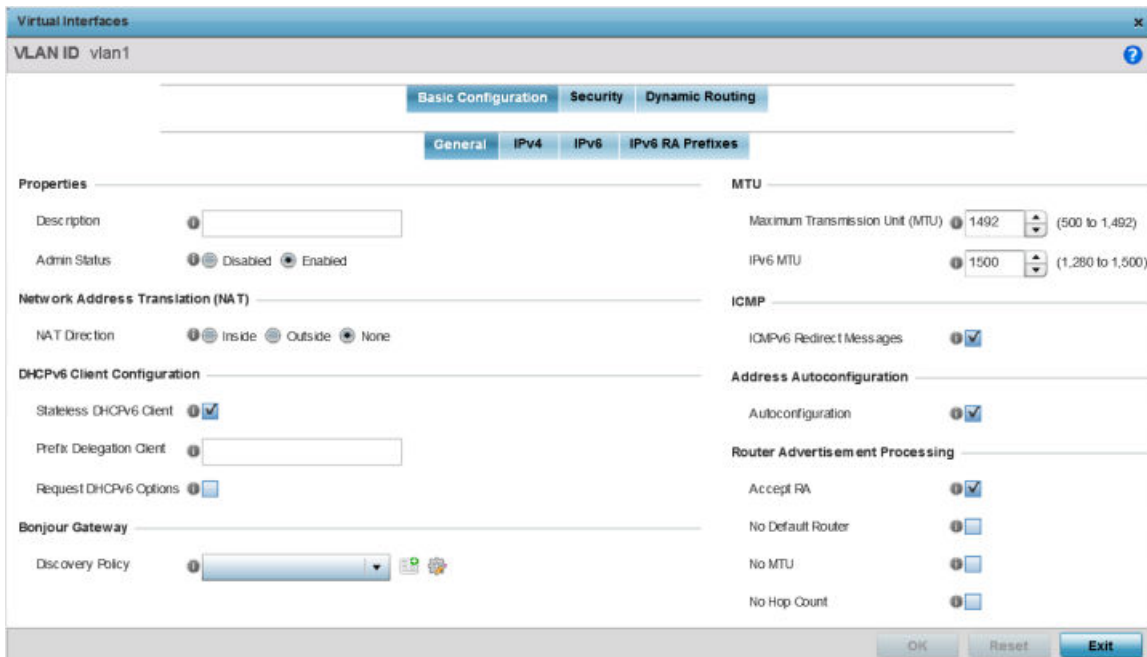 Virtual Interfaces
VLAN ID vlan1
Basic Configuration Security Dynamic Routing
General IPv4 IPv6 IPv6 RA Prefixes
Properties
Description
Admin Status Disabled Enabled
Network Address Translation (NAT)
NAT Direction Inside Outside None
DHCPv6 Client Configuration
Stateless DHCPv6 Client
Prefix Delegation Client
Request DHCPv6 Options
Bonjour Gateway
Discovery Policy
MTU
Maximum Transmission Unit (MTU) 1492 (500 to 1,492)
IPv6 MTU 1500 (1,280 to 1,500)
ICMP
ICMPv6 Redirect Messages
Address Autoconfiguration
Autoconfiguration
Router Advertisement Processing
Accept RA
No Default Router
No MTU
No Hop Count
OK Reset Exit